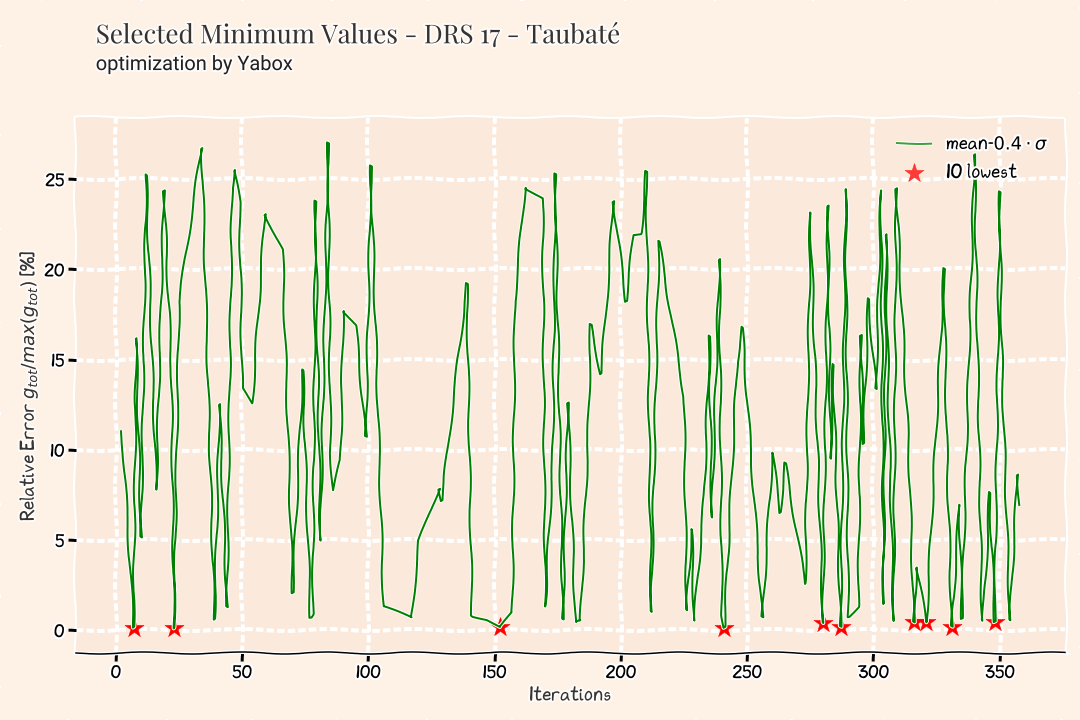 Selected Minimum Values - DRS 17 - Taubaté
optimization by Yabox
mean-0.4 · σ
10 lowest
Relative Error g_tot/max(g_tot) [%]
25
20
15
10
5
0
0 50 100 150 200 250 300 350
Iterations